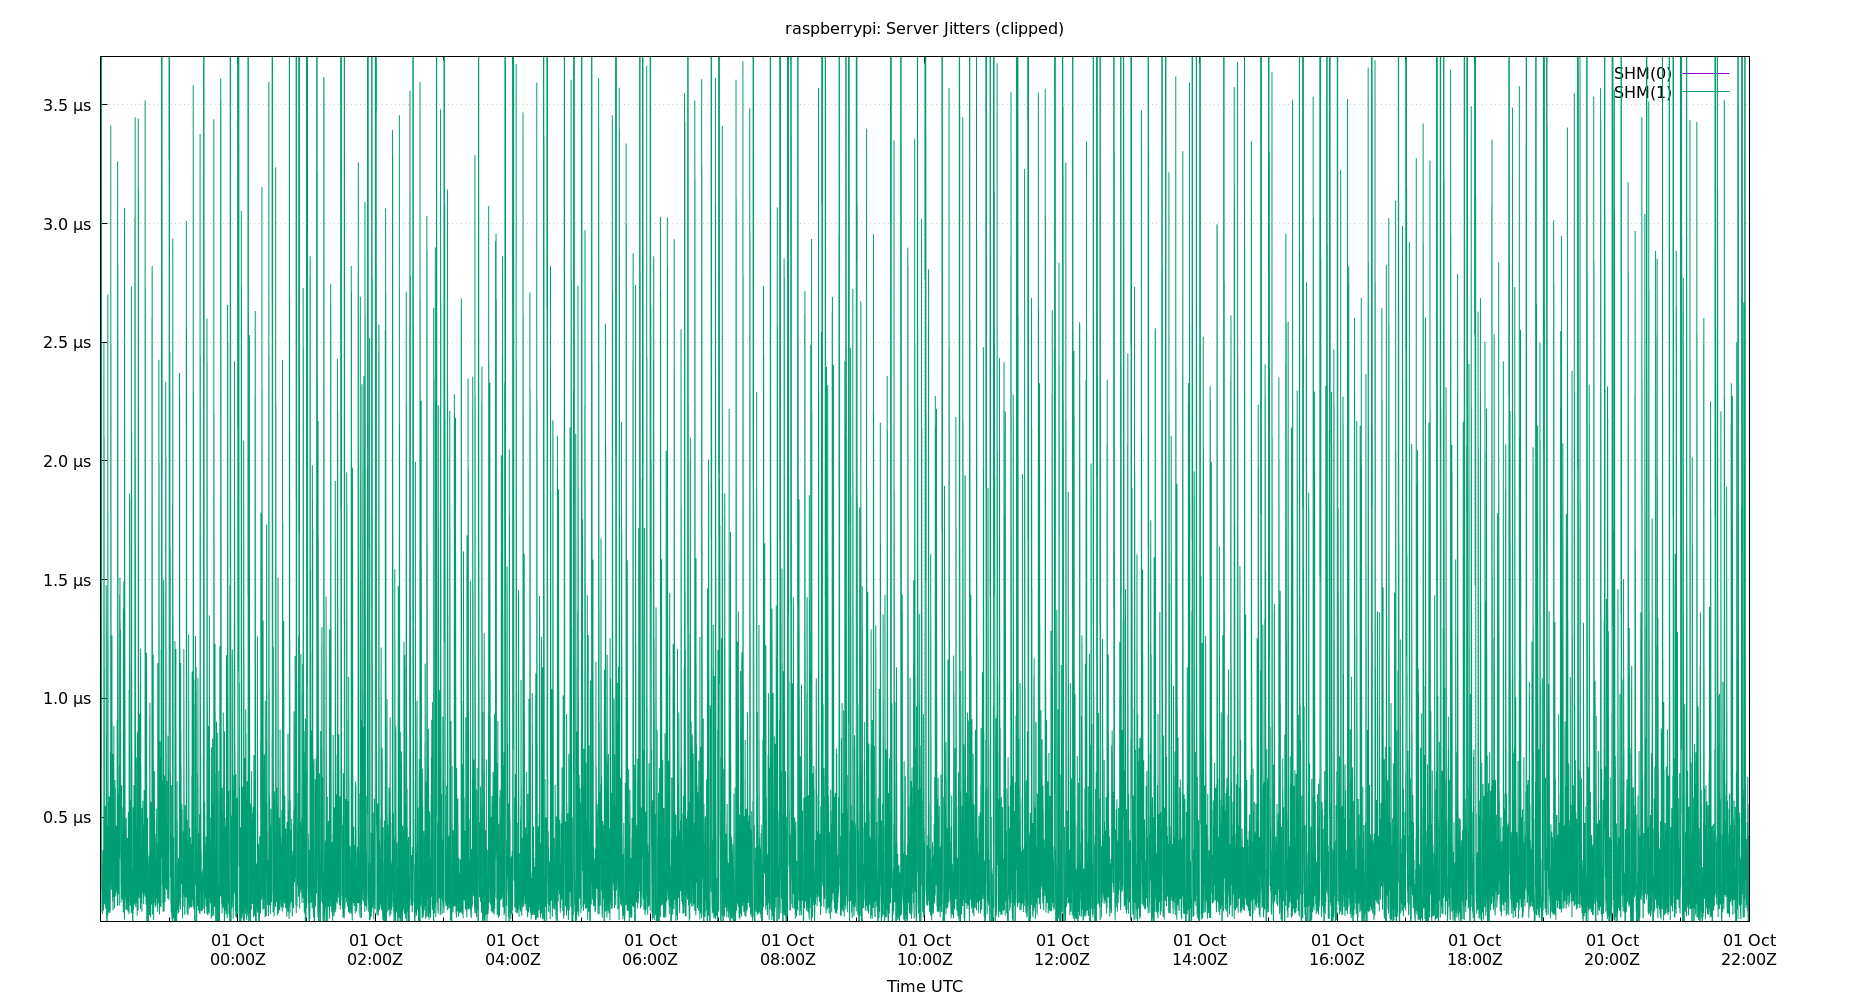 raspberrypi: Server Jitters (clipped)
SHM(0)
SHM(1)
3.5 μs
3.0 μs
2.5 μs
2.0 μs
1.5 μs
1.0 μs
0.5 μs
01 Oct 01 Oct 01 Oct 01 Oct 01 Oct 01 Oct 01 Oct 01 Oct 01 Oct 01 Oct 01 Oct 01 Oct
00:00Z 02:00Z 04:00Z 06:00Z 08:00Z 10:00Z 12:00Z 14:00Z 16:00Z 18:00Z 20:00Z 22:00Z
Time UTC